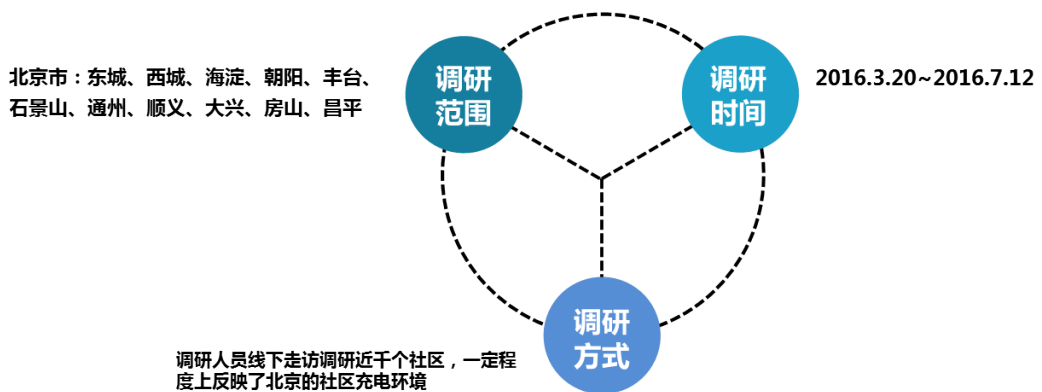 北京市：东城、西城、海淀、朝阳、丰台、
石景山、通州、顺义、大兴、房山、昌平
调研
范围
调研
时间
2016.3.20~2016.7.12
调研
方式
调研人员线下走访调研近千个社区，一定程
度上反映了北京的社区充电环境